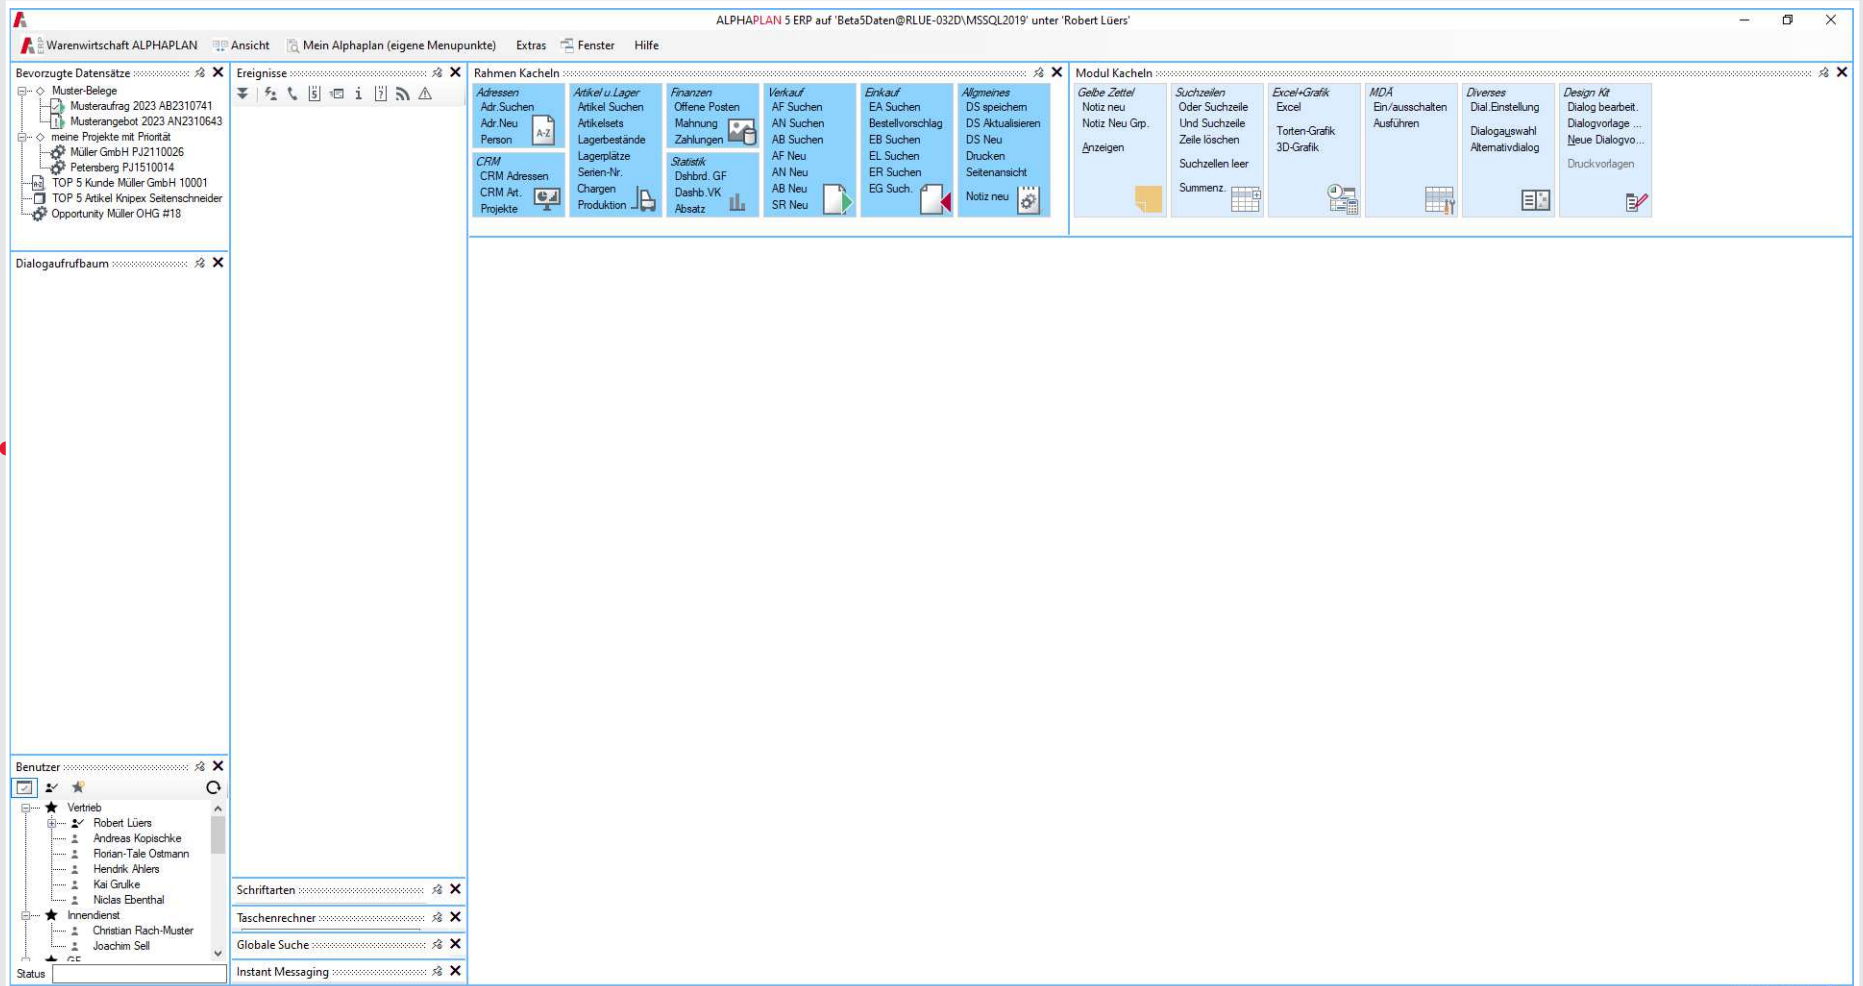 ALPHAPLAN 5 ERP auf 'Beta5Daten@RLUE-032D\MSSQL2019' unter 'Robert Lüers'
Warenwirtschaft ALPHAPLAN Ansicht Mein Alphaplan (eigene Menupunkte) Extras Fenster Hilfe
Bevorzugte Datensätze
Muster-Belege
Musteraufrag 2023 AB2310741
Musterangebot 2023 AN2310643
meine Projekte mit Priorität
Müller GmbH PJ2110026
Petersberg PJ1510014
TOP 5 Kunde Müller GmbH 10001
TOP 5 Artikel Knipex Seitenschneider
Opportunity Müller OHG #18
Dialogaufrufbaum
Benutzer
Vertrieb
Robert Lüers
Andreas Kopischke
Florian-Tale Ostmann
Hendrik Ahlers
Kai Grulke
Niclas Ebenthal
Innendienst
Christian Rach-Muster
Joachim Sell
GF
Status
Ereignisse
Schriftarten
Taschenrechner
Globale Suche
Instant Messaging
Rahmen Kacheln
Adressen
Adr.Suchen
Adr.Neu
Person
A-Z
CRM
CRM Adressen
CRM Art.
Projekte
Artikel u.Lager
Artikel Suchen
Artikelsets
Lagerbestände
Lagerplätze
Serien-Nr.
Chargen
Produktion
Finanzen
Offene Posten
Mahnung
Zahlungen
Statistik
Dshbrd. GF
Dashb.VK
Absatz
Verkauf
AF Suchen
AN Suchen
AB Suchen
AF Neu
AN Neu
AB Neu
SR Neu
Einkauf
EA Suchen
Bestellvorschlag
EB Suchen
EL Suchen
ER Suchen
EG Such.
Allgmeines
DS speichern
DS Aktualisieren
DS Neu
Drucken
Seitenansicht
Notiz neu
Modul Kacheln
Gelbe Zettel
Notiz neu
Notiz Neu Grp.
Anzeigen
Suchzeilen
Oder Suchzeile
Und Suchzeile
Zeile löschen
Suchzellen leer
Summenz.
Excel+Grafik
Excel
Torten-Grafik
3D-Grafik
MDÄ
Ein/ausschalten
Ausführen
Diverses
Dial.Einstellung
Dialogauswahl
Alternativdialog
Design Kit
Dialog bearbeit.
Dialogvorlage ...
Neue Dialogvo...
Druckvorlagen